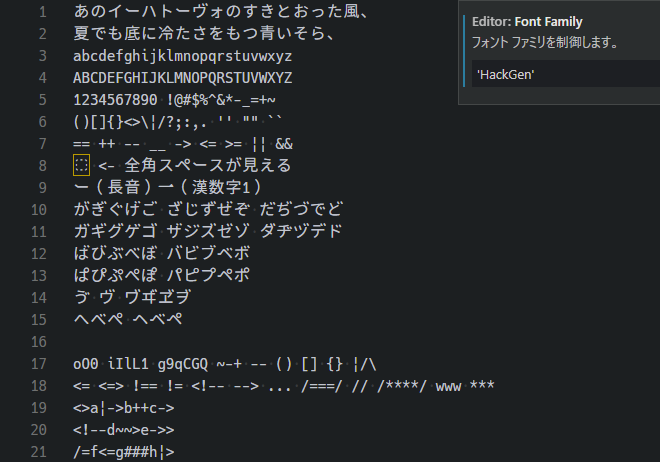 1 あのイーハトーヴォのすきとおった風、
2 夏でも底に冷たさをもつ青いそら、
3 abcdefghijklmnopqrstuvwxyz
4 ABCDEFGHIJKLMNOPQRSTUVWXYZ
5 1234567890 !@#$%^&*-_=+~
6 ()[]{}<>\|/?;:,. '' "" ``
7 == ++ -- __ -> <= >= || &&
8 　 <- 全角スペースが見える
9 ー（長音）一（漢数字1）
10 がぎぐげご ざじずぜぞ だぢづでど
11 ガギグゲゴ ザジズゼゾ ダヂヅデド
12 ばびぶべぼ バビブベボ
13 ぱぴぷぺぽ パピプペポ
14 ゔ ヴ ヷヸヹヺ
15 へべぺ ヘベペ
16
17 oO0 iIlL1 g9qCGQ ~-+ -- () [] {} |/\
18 <= <=> !== != <!-- --> ... /===/ // /****/ www ***
19 <>a|->b++c->
20 <!--d~~>e->>
21 /=f<=g###h|>
Editor: Font Family
フォント ファミリを制御します。
'HackGen'